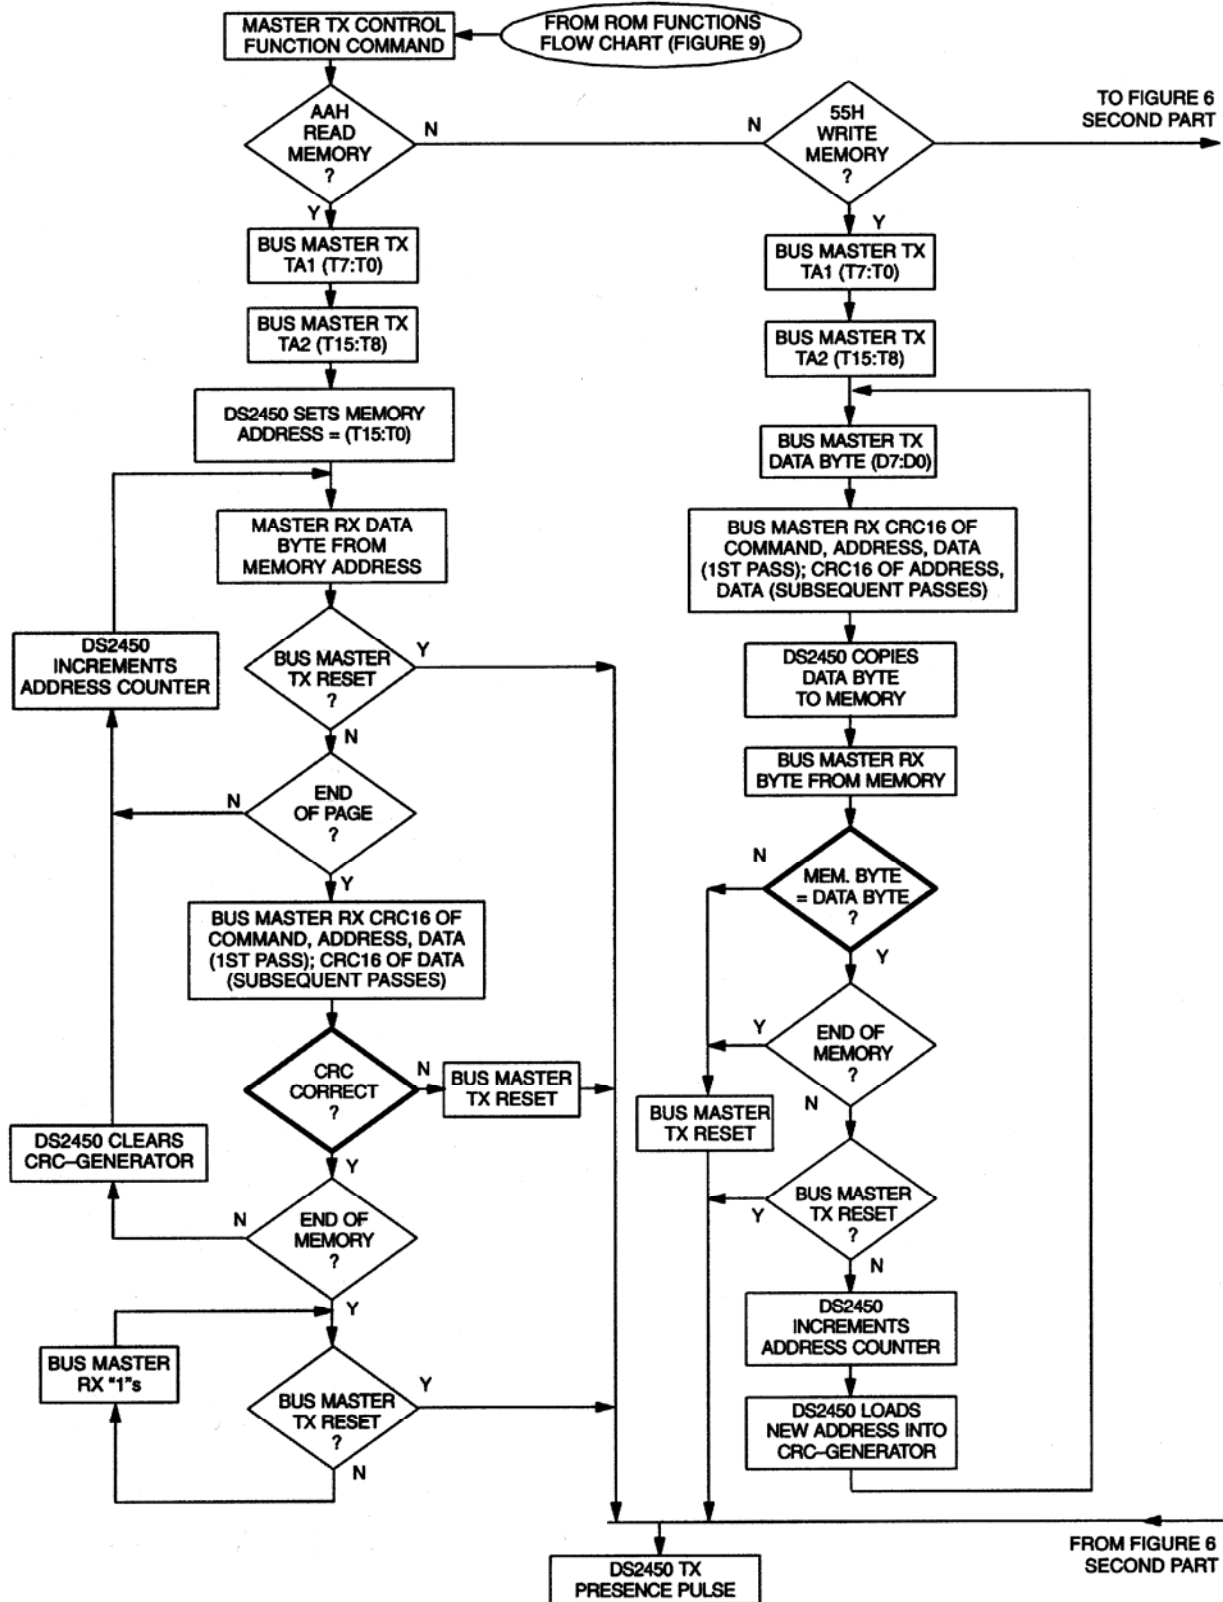 MASTER TX CONTROL
FUNCTION COMMAND
FROM ROM FUNCTIONS
FLOW CHART (FIGURE 9)
AAH
READ
MEMORY
?
N
Y
N
55H
WRITE
MEMORY
?
Y
TO FIGURE 6
SECOND PART
BUS MASTER TX
TA1 (T7:T0)
BUS MASTER TX
TA2 (T15:T8)
DS2450 SETS MEMORY
ADDRESS = (T15:T0)
MASTER RX DATA
BYTE FROM
MEMORY ADDRESS
DS2450
INCREMENTS
ADDRESS COUNTER
BUS MASTER
TX RESET
?
Y
N
END
OF PAGE
?
N
Y
BUS MASTER RX CRC16 OF
COMMAND, ADDRESS, DATA
(1ST PASS); CRC16 OF DATA
(SUBSEQUENT PASSES)
CRC
CORRECT
?
N
BUS MASTER
TX RESET
Y
DS2450 CLEARS
CRC–GENERATOR
END OF
MEMORY
?
N
Y
BUS MASTER
RX "1"s
BUS MASTER
TX RESET
?
Y
N
BUS MASTER TX
TA1 (T7:T0)
BUS MASTER TX
TA2 (T15:T8)
BUS MASTER TX
DATA BYTE (D7:D0)
BUS MASTER RX CRC16 OF
COMMAND, ADDRESS, DATA
(1ST PASS); CRC16 OF ADDRESS,
DATA (SUBSEQUENT PASSES)
DS2450 COPIES
DATA BYTE
TO MEMORY
BUS MASTER RX
BYTE FROM MEMORY
MEM. BYTE
= DATA BYTE
?
N
Y
END OF
MEMORY
?
Y
N
BUS MASTER
TX RESET
BUS MASTER
TX RESET
?
Y
N
DS2450
INCREMENTS
ADDRESS COUNTER
DS2450 LOADS
NEW ADDRESS INTO
CRC–GENERATOR
FROM FIGURE 6
SECOND PART
DS2450 TX
PRESENCE PULSE